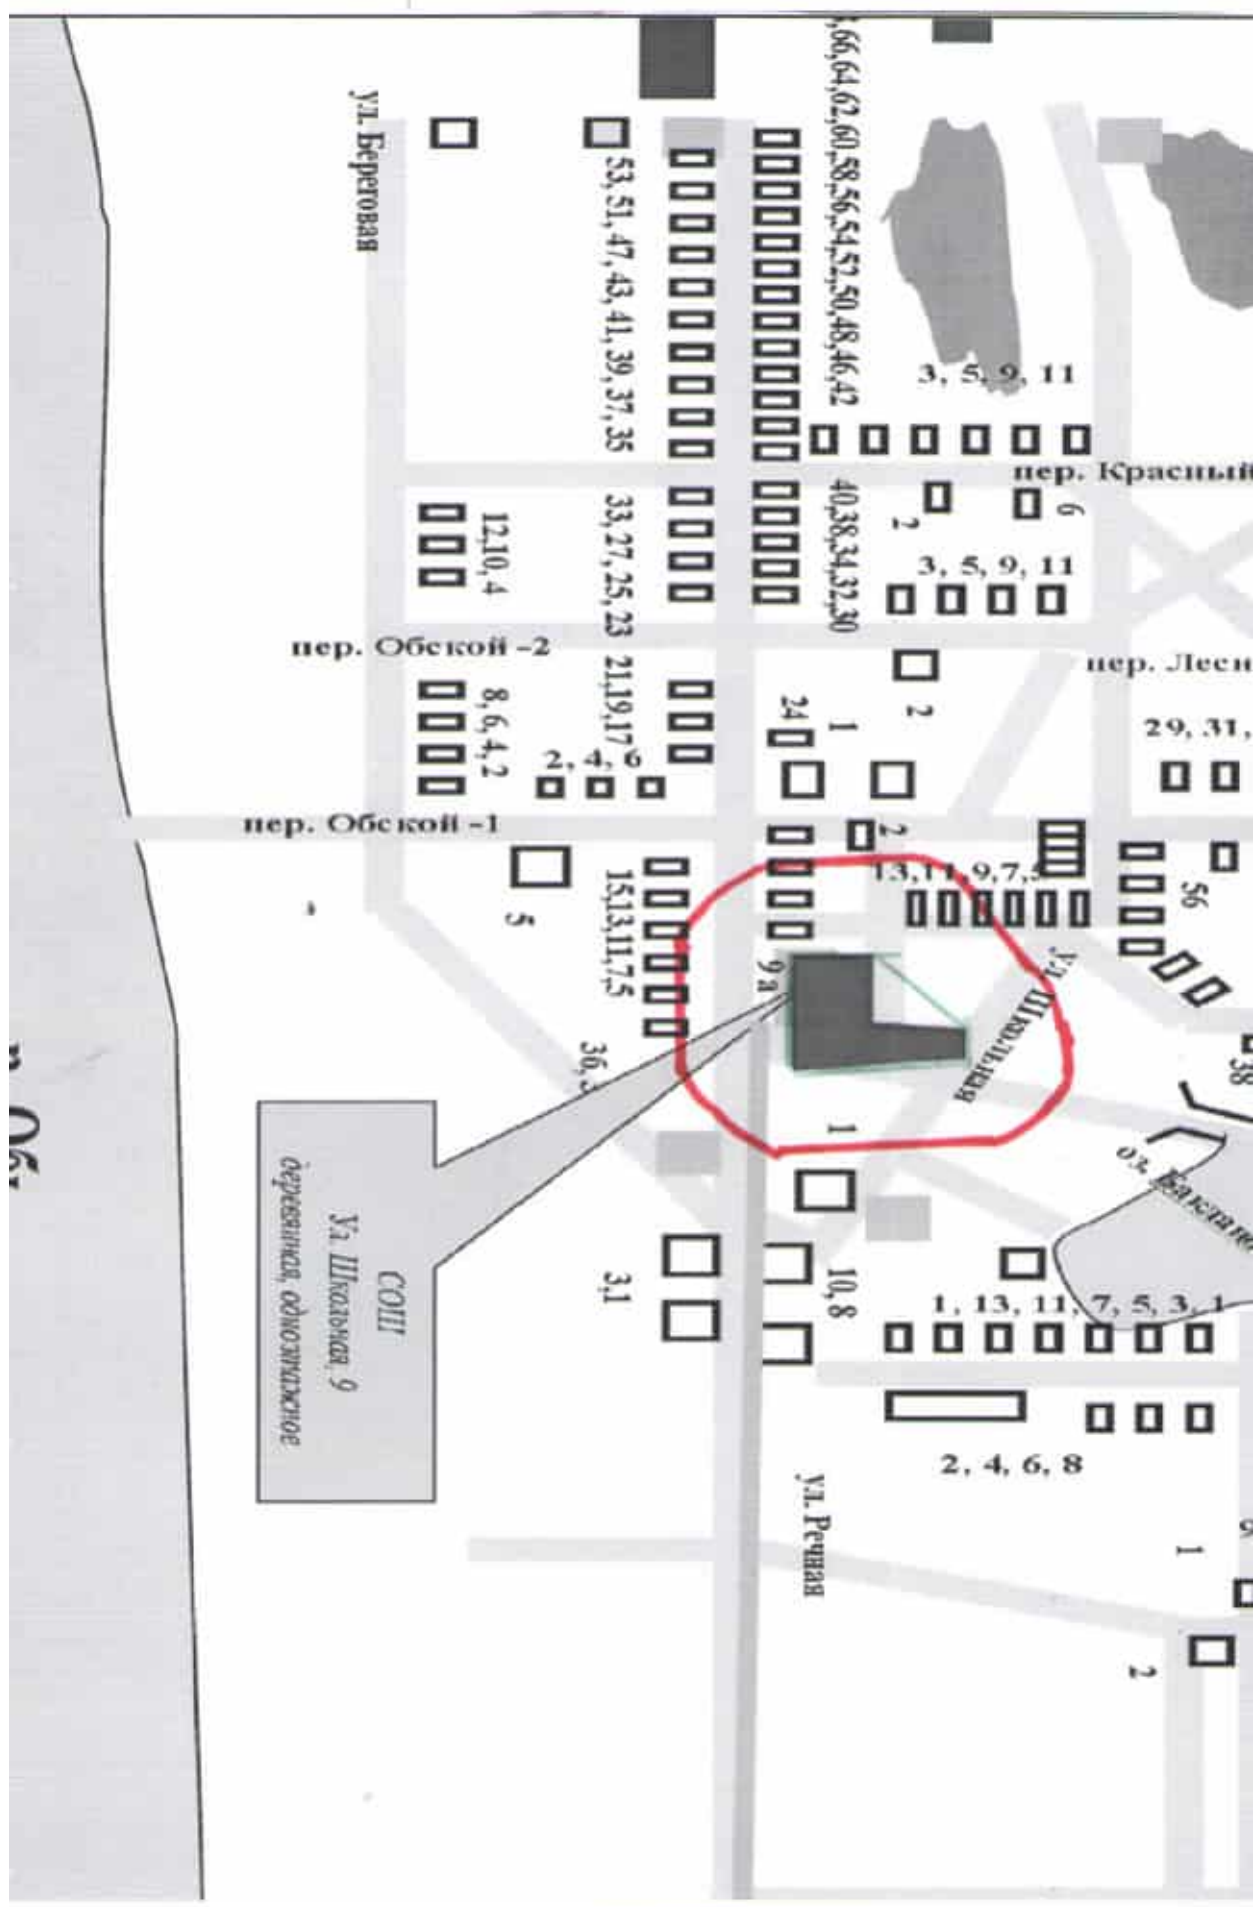 ул. Береговая
,66,64,62,60,58,56,54,52,50,48,46,42
53, 51, 47, 43, 41, 39, 37, 35
3, 5, 9, 11
пер. Красный
40,38,34,32,30
2
6
33, 27, 25, 23
12,10, 4
3, 5, 9, 11
пер. Обской -2
пер. Лесн
2
21,19,17
8, 6, 4, 2
2, 4, 6
24
1
29, 31,
пер. Обской -1
2
13,11, 9,7,5
56
5
15,13,11,7,5
9а
ул. Школьная
38
3б,
СОШ
Ул. Школьная, 9
деревянная, одноэтажное
1
оз.
3,1
10, 8
1, 13, 11, 7, 5, 3, 1
2, 4, 6, 8
ул. Речная
1
2
9